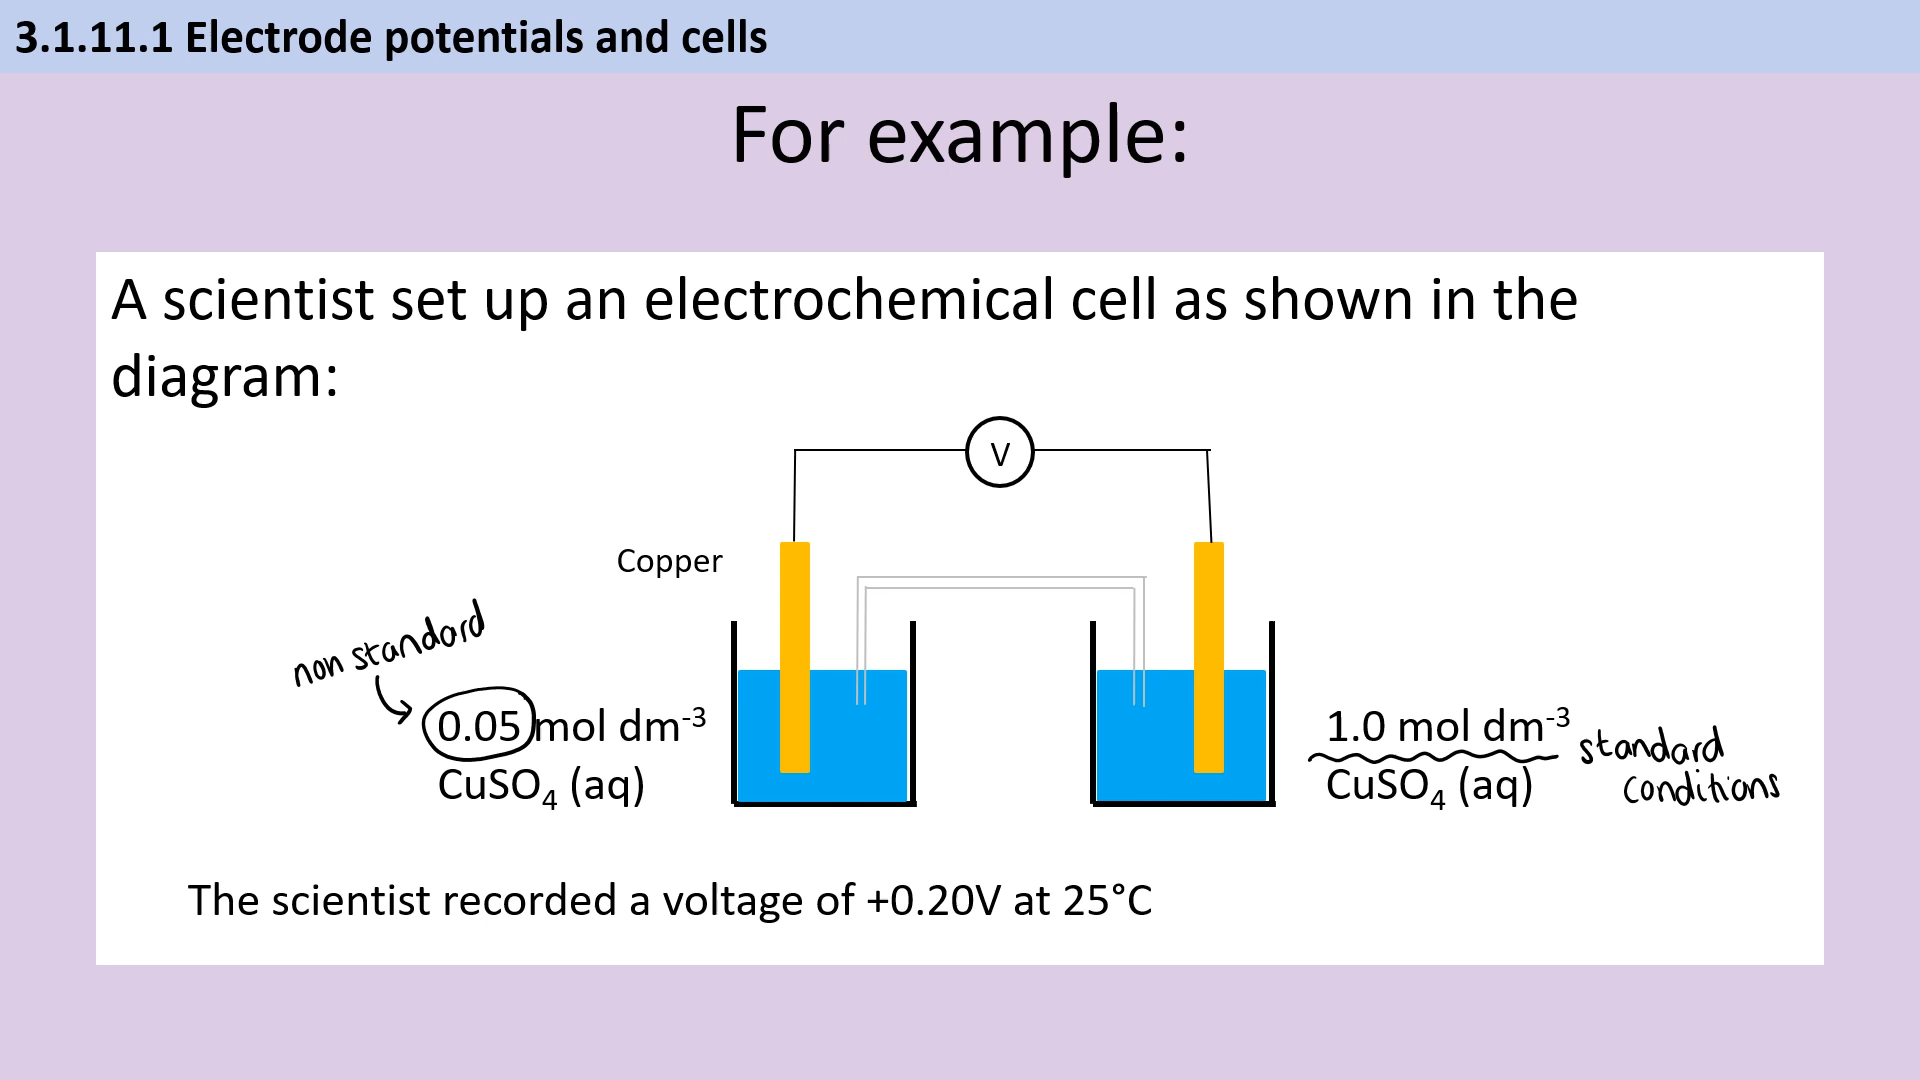 3.1.11.1 Electrode potentials and cells
For example:
A scientist set up an electrochemical cell as shown in the
diagram:
V
Copper
non standard
0.05 mol dm⁻³
CuSO₄ (aq)
1.0 mol dm⁻³
CuSO₄ (aq)
standard
conditions
The scientist recorded a voltage of +0.20V at 25°C